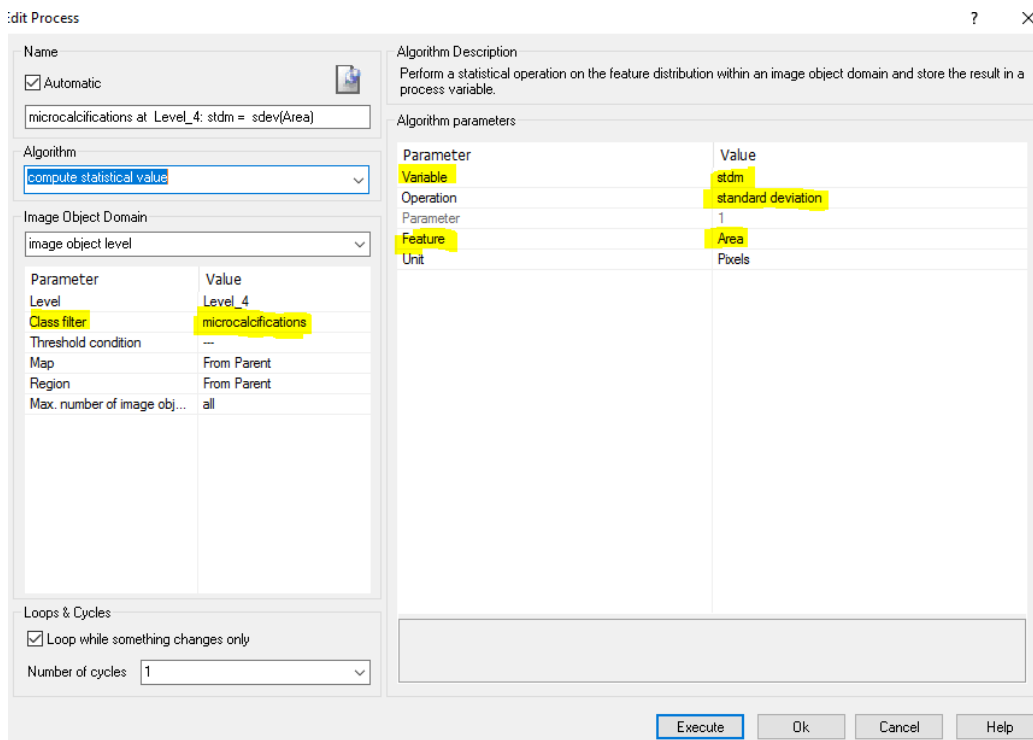 Edit Process
? X
Name
Automatic
microcalcifications at Level_4: stdm = sdev(Area)
Algorithm
compute statistical value
Image Object Domain
image object level
Parameter Value
Level Level_4
Class filter microcalcifications
Threshold condition ---
Map From Parent
Region From Parent
Max. number of image obj... all
Loops & Cycles
Loop while something changes only
Number of cycles 1
Algorithm Description
Perform a statistical operation on the feature distribution within an image object domain and store the result in a
process variable.
Algorithm parameters
Parameter Value
Variable stdm
Operation standard deviation
Parameter 1
Feature Area
Unit Pixels
Execute Ok Cancel Help